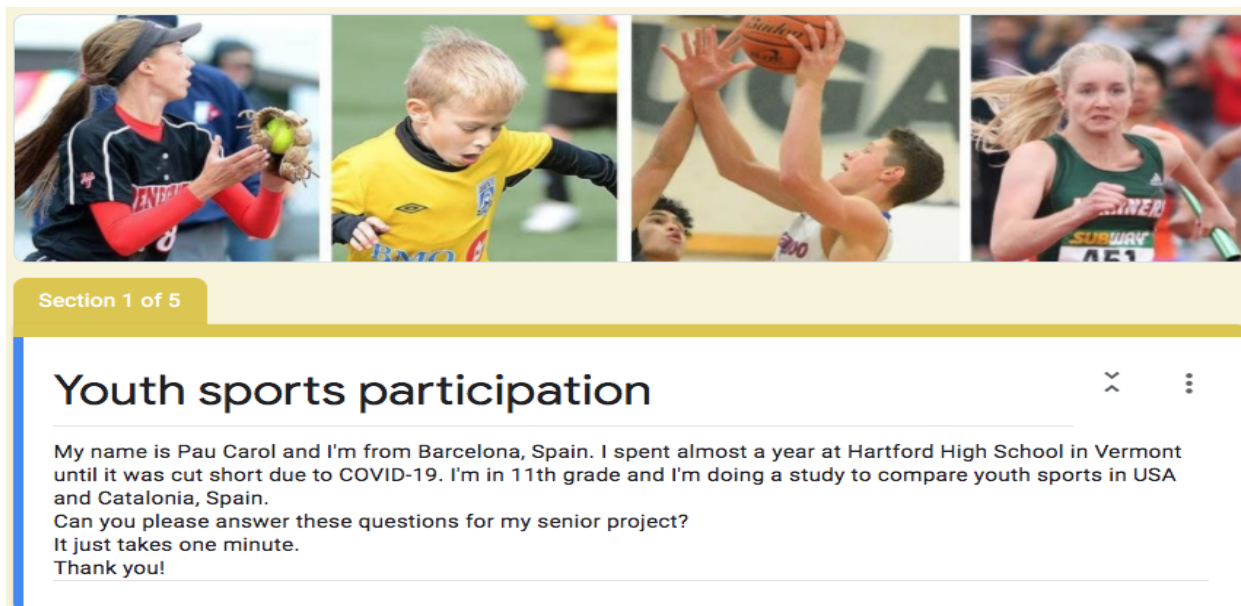 UGA
BMO
SUBWAY
451
Section 1 of 5
Youth sports participation
My name is Pau Carol and I'm from Barcelona, Spain. I spent almost a year at Hartford High School in Vermont
until it was cut short due to COVID-19. I'm in 11th grade and I'm doing a study to compare youth sports in USA
and Catalonia, Spain.
Can you please answer these questions for my senior project?
It just takes one minute.
Thank you!